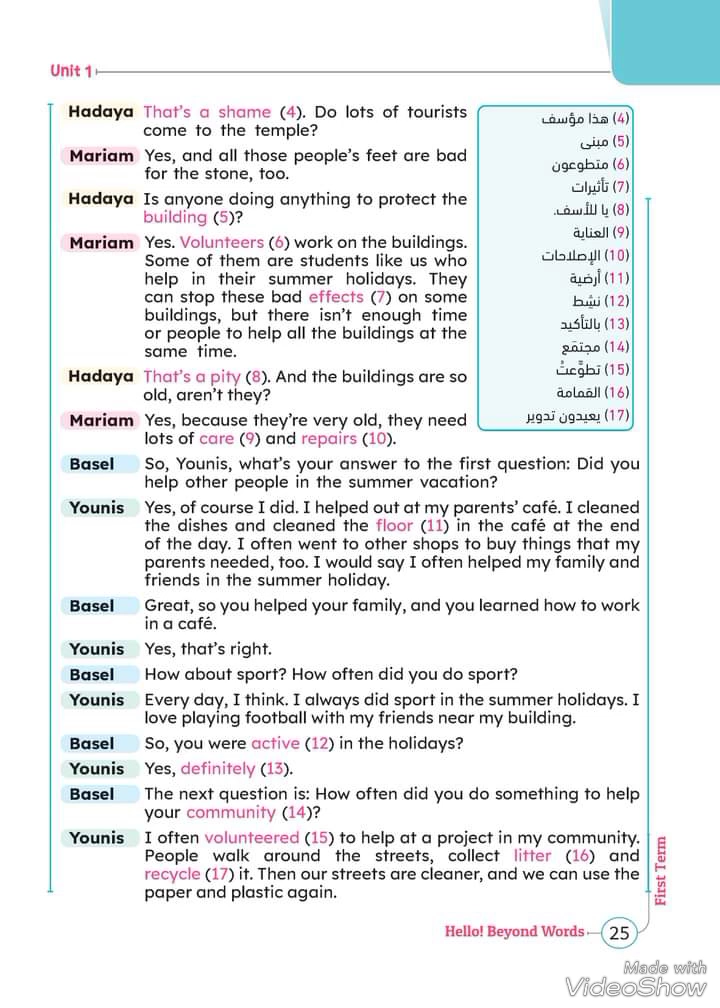 Unit 1
Hadaya That's a shame (4). Do lots of tourists
come to the temple?
Mariam Yes, and all those people's feet are bad
for the stone, too.
Hadaya Is anyone doing anything to protect the
building (5)?
Mariam Yes. Volunteers (6) work on the buildings.
Some of them are students like us who
help in their summer holidays. They
can stop these bad effects (7) on some
buildings, but there isn't enough time
or people to help all the buildings at the
same time.
Hadaya That's a pity (8). And the buildings are so
old, aren't they?
Mariam Yes, because they're very old, they need
lots of care (9) and repairs (10).
(4) هذا مؤسف
(5) مبنى
(6) متطوعون
(7) تأثيرات
(8) يا للأسف.
(9) العناية
(10) الإصلاحات
(11) أرضية
(12) نشِط
(13) بالتأكيد
(14) مجتمَع
(15) تطوَّعتُ
(16) القمامة
(17) يعيدون تدوير
Basel So, Younis, what's your answer to the first question: Did you
help other people in the summer vacation?
Younis Yes, of course I did. I helped out at my parents' café. I cleaned
the dishes and cleaned the floor (11) in the café at the end
of the day. I often went to other shops to buy things that my
parents needed, too. I would say I often helped my family and
friends in the summer holiday.
Basel Great, so you helped your family, and you learned how to work
in a café.
Younis Yes, that's right.
Basel How about sport? How often did you do sport?
Younis Every day, I think. I always did sport in the summer holidays. I
love playing football with my friends near my building.
Basel So, you were active (12) in the holidays?
Younis Yes, definitely (13).
Basel The next question is: How often did you do something to help
your community (14)?
Younis I often volunteered (15) to help at a project in my community.
People walk around the streets, collect litter (16) and
recycle (17) it. Then our streets are cleaner, and we can use the
paper and plastic again.
First Term
Hello! Beyond Words 25
Made with
VideoShow